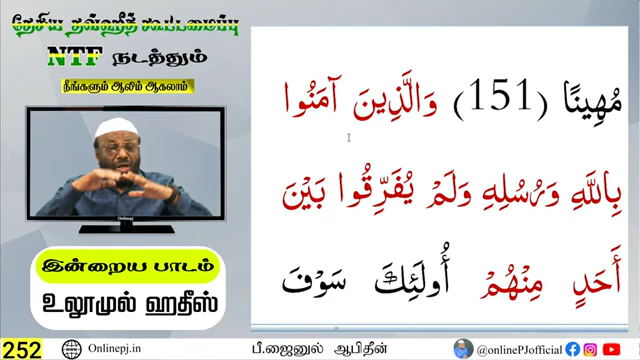 தேசிய தவ்ஹீத் கூட்டமைப்பு
NTF நடத்தும்
நீங்களும் ஆலிம் ஆகலாம்
Onlinepj
இன்றைய பாடம்
உலூமுல் ஹதீஸ்
مُهِينًا (151) وَالَّذِينَ آمَنُوا
بِاللَّهِ وَرُسُلِهِ وَلَمْ يُفَرِّقُوا بَيْنَ
أَحَدٍ مِنْهُمْ أُولَئِكَ سَوْفَ
252 Onlinepj.in பீ.ஜைனுல் ஆபிதீன் @onlinePJofficial